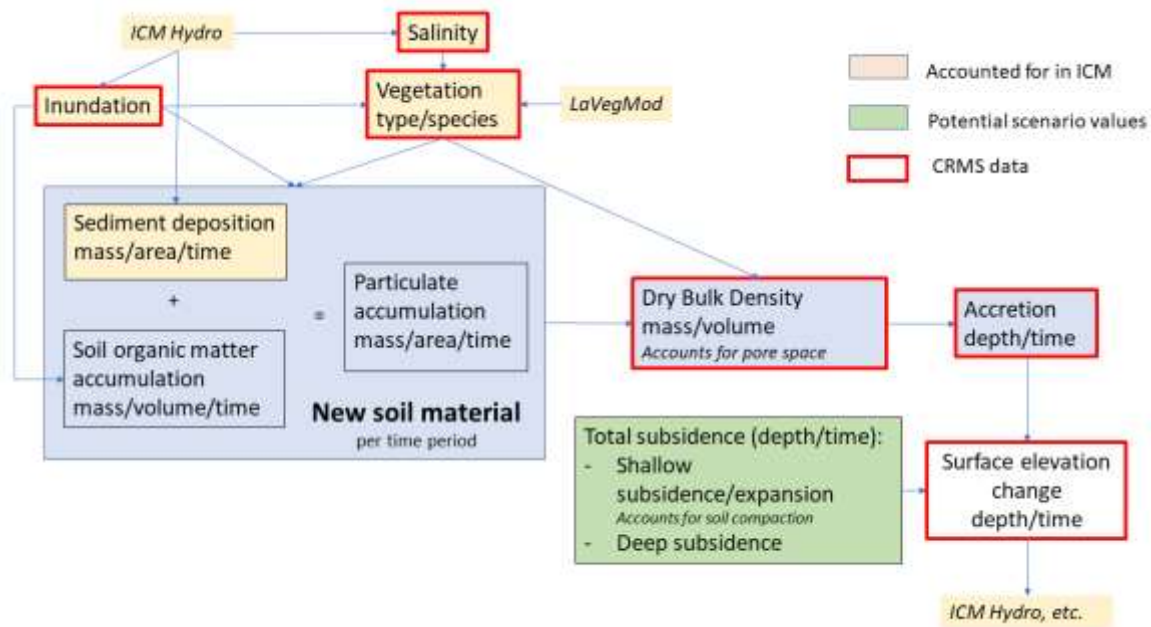 ICM Hydro
Salinity
Accounted for in ICM
Potential scenario values
CRMS data
Inundation
Vegetation
type/species
LaVegMod
Sediment deposition
mass/area/time
+
Soil organic matter
accumulation
mass/volume/time
=
Particulate
accumulation
mass/area/time
New soil material
per time period
Dry Bulk Density
mass/volume
Accounts for pore space
Accretion
depth/time
Total subsidence (depth/time):
- Shallow
subsidence/expansion
Accounts for soil compaction
- Deep subsidence
Surface elevation
change
depth/time
ICM Hydro, etc.